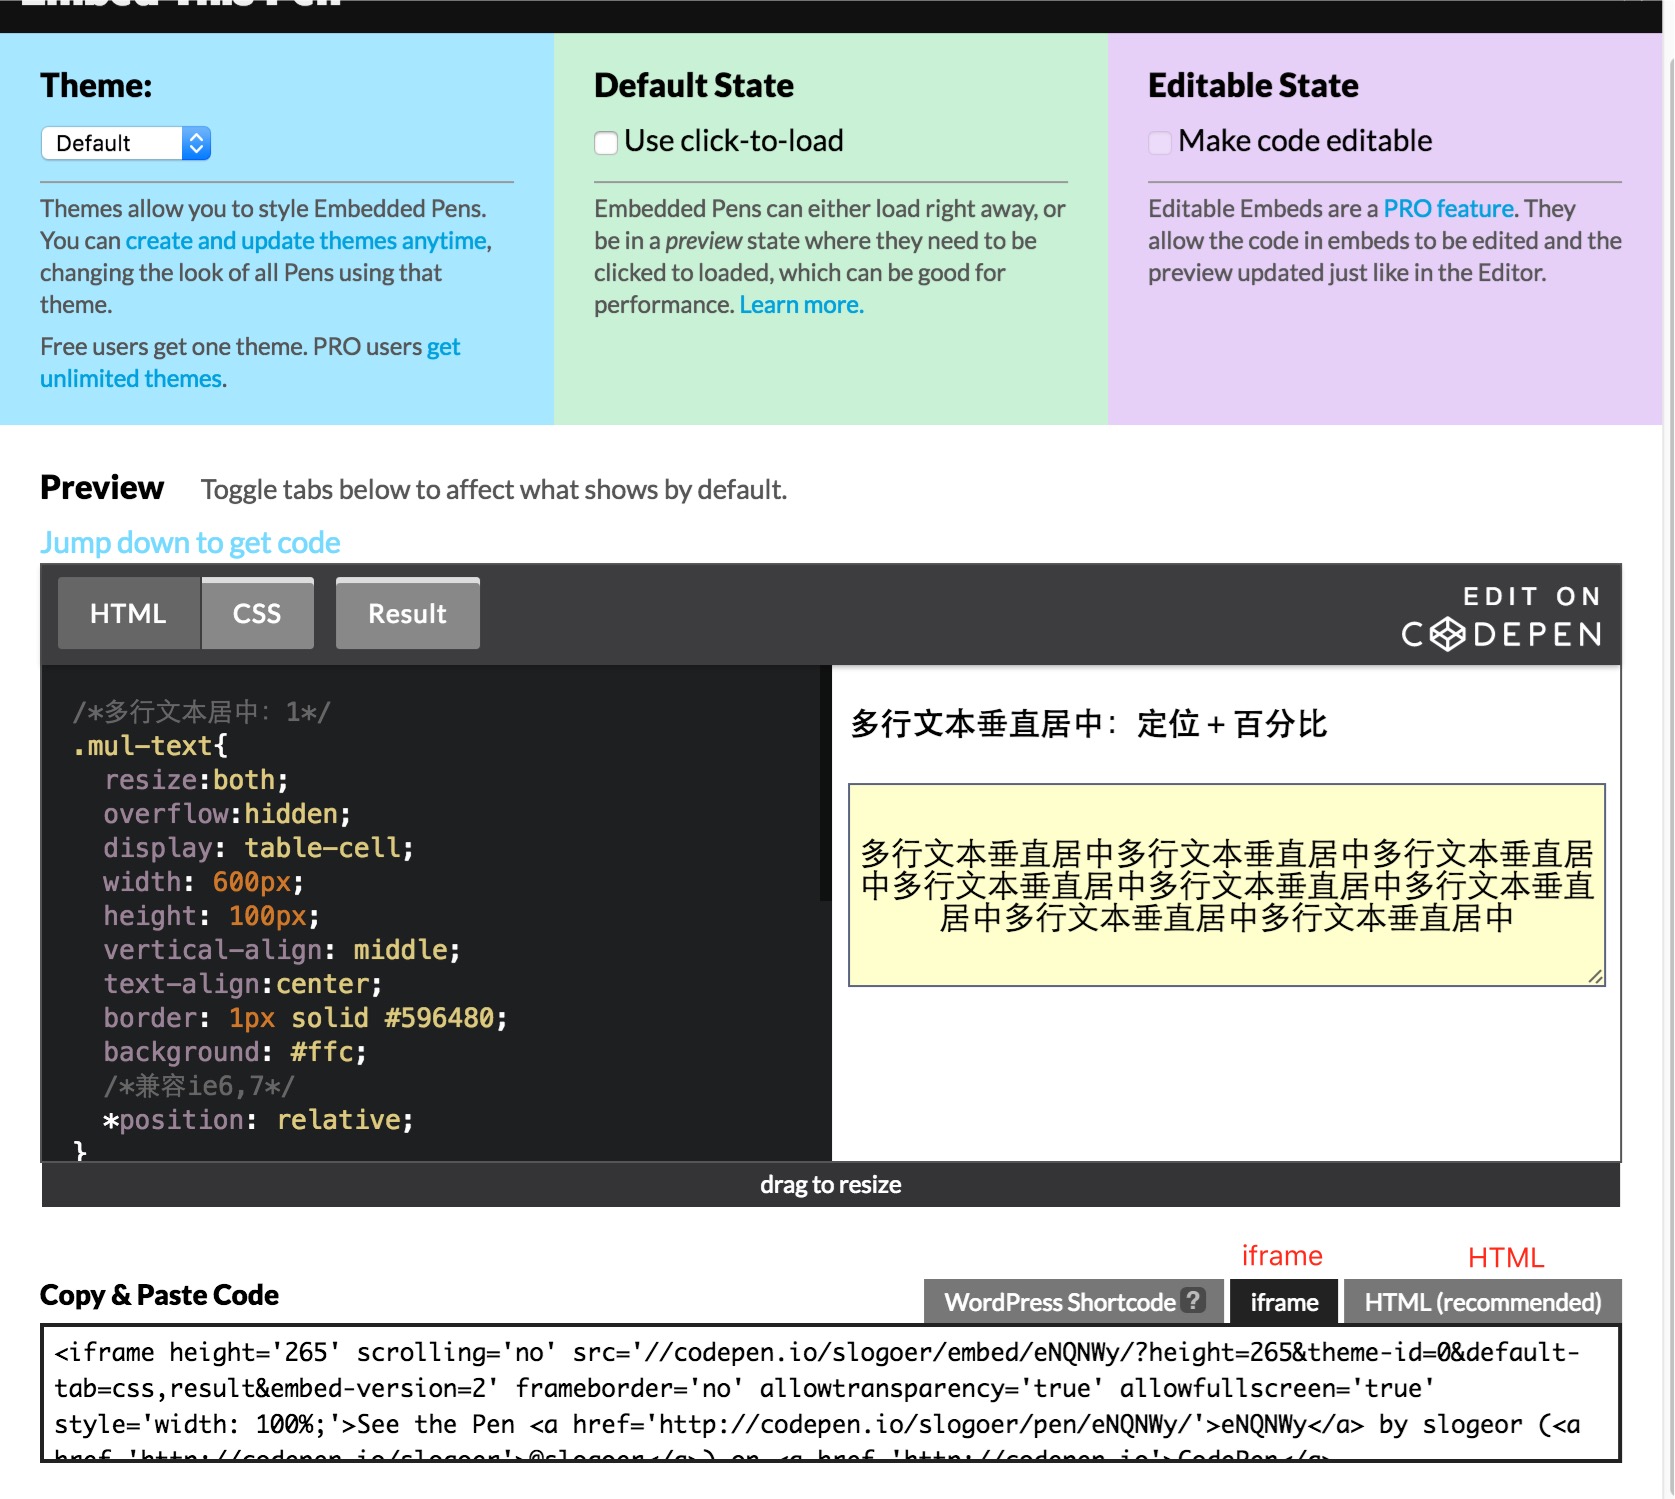 Embed This Pen
Theme:
Default
Themes allow you to style Embedded Pens.
You can create and update themes anytime,
changing the look of all Pens using that
theme.
Free users get one theme. PRO users get
unlimited themes.
Default State
Use click-to-load
Embedded Pens can either load right away, or
be in a preview state where they need to be
clicked to loaded, which can be good for
performance. Learn more.
Editable State
Make code editable
Editable Embeds are a PRO feature. They
allow the code in embeds to be edited and the
preview updated just like in the Editor.
Preview Toggle tabs below to affect what shows by default.
Jump down to get code
HTML CSS Result
EDIT ON
CODEPEN
/*多行文本居中：1*/
.mul-text{
resize:both;
overflow:hidden;
display: table-cell;
width: 600px;
height: 100px;
vertical-align: middle;
text-align:center;
border: 1px solid #596480;
background: #ffc;
/*兼容ie6,7*/
*position: relative;
}
多行文本垂直居中：定位 + 百分比
多行文本垂直居中多行文本垂直居中多行文本垂直居
中多行文本垂直居中多行文本垂直居中多行文本垂直
居中多行文本垂直居中多行文本垂直居中
drag to resize
iframe HTML
Copy & Paste Code
WordPress Shortcode ? iframe HTML (recommended)
<iframe height='265' scrolling='no' src='//codepen.io/slogoer/embed/eNQNWy/?height=265&theme-id=0&default-
tab=css,result&embed-version=2' frameborder='no' allowtransparency='true' allowfullscreen='true'
style='width: 100%;'>See the Pen <a href='http://codepen.io/slogoer/pen/eNQNWy/'>eNQNWy</a> by slogeor (<a
href='http://codepen.io/slogoer'>@slogoer</a>) on <a href='http://codepen.io'>CodePen</a>